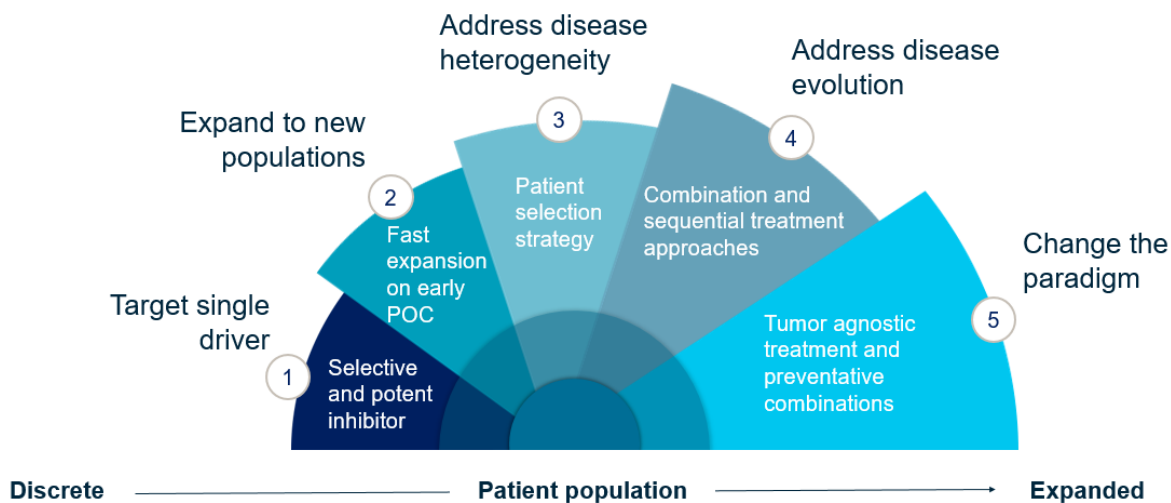 Target single
driver
1
Selective
and potent
inhibitor
Expand to new
populations
2
Fast
expansion
on early
POC
Address disease
heterogeneity
3
Patient
selection
strategy
Address disease
evolution
4
Combination and
sequential treatment
approaches
Change the
paradigm
5
Tumor agnostic
treatment and
preventative
combinations
Discrete
Patient population
Expanded